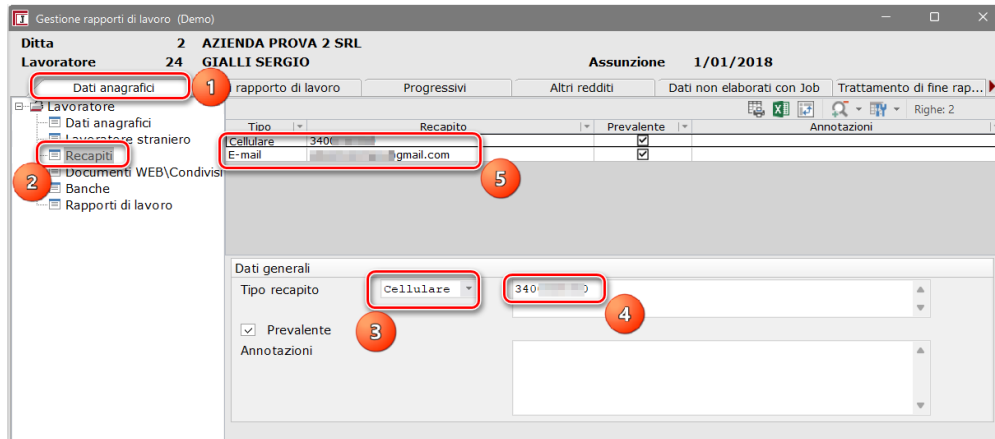 Gestione rapporti di lavoro (Demo)
Ditta 2 AZIENDA PROVA 2 SRL
Lavoratore 24 GIALLI SERGIO Assunzione 1/01/2018
Dati anagrafici 1 rapporto di lavoro Progressivi Altri redditi Dati non elaborati con Job Trattamento di fine rap...
Righe: 2
Lavoratore
Dati anagrafici
Lavoratore straniero
Recapiti
Documenti WEB\Condivisi
Banche
Rapporti di lavoro
2
Tipo Recapito Prevalente Annotazioni
Cellulare 340
E-mail gmail.com
5
Dati generali
Tipo recapito Cellulare 340
3 4
Prevalente
Annotazioni